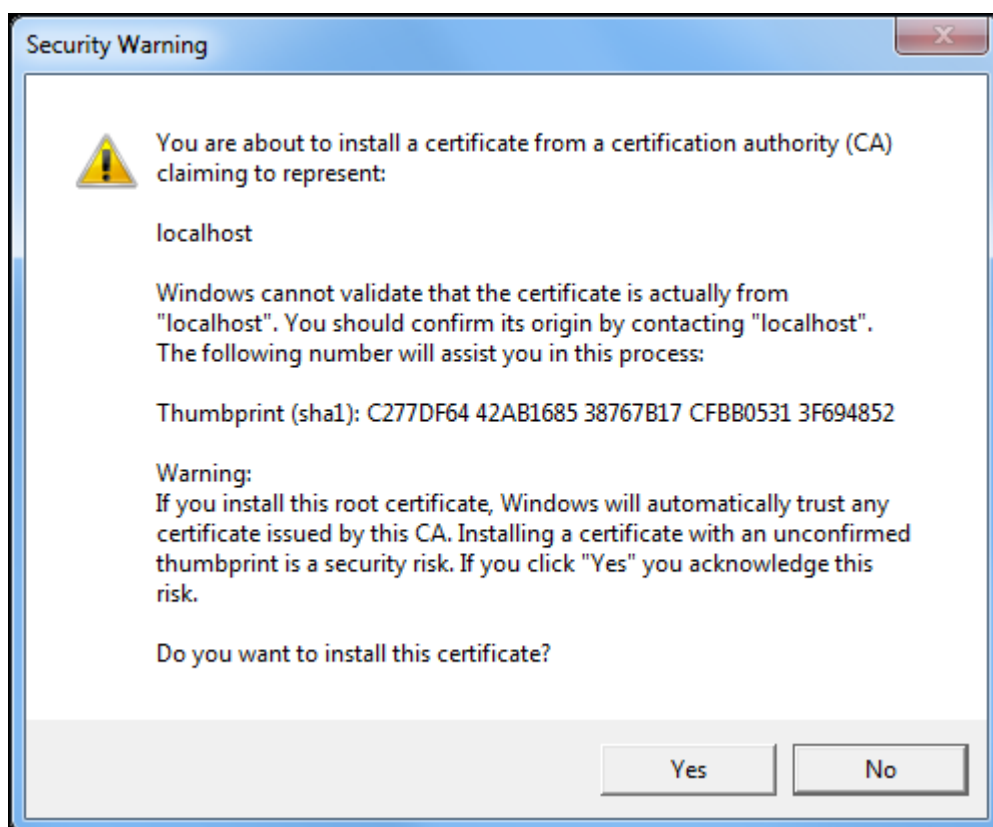 Security Warning
You are about to install a certificate from a certification authority (CA)
claiming to represent:
localhost
Windows cannot validate that the certificate is actually from
"localhost". You should confirm its origin by contacting "localhost".
The following number will assist you in this process:
Thumbprint (sha1): C277DF64 42AB1685 38767B17 CFBB0531 3F694852
Warning:
If you install this root certificate, Windows will automatically trust any
certificate issued by this CA. Installing a certificate with an unconfirmed
thumbprint is a security risk. If you click "Yes" you acknowledge this
risk.
Do you want to install this certificate?
Yes
No